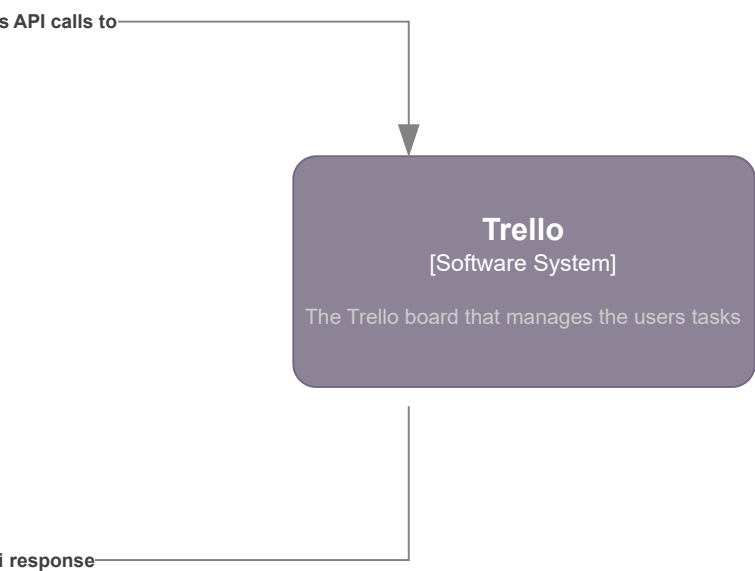 s API calls to
Trello
[Software System]
The Trello board that manages the users tasks
i response